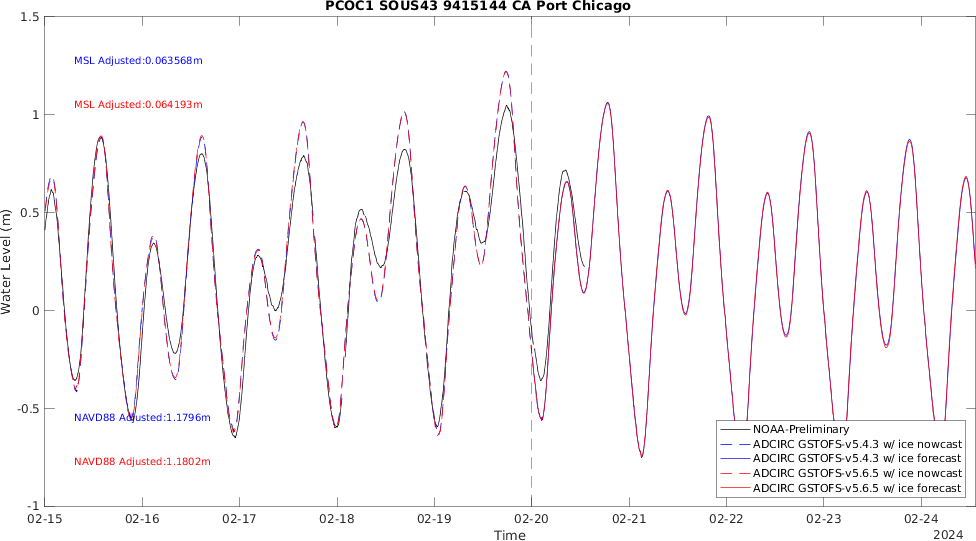 PCOC1 SOUS43 9415144 CA Port Chicago
1.5
1
0.5
0
-0.5
-1
Water Level (m)
MSL Adjusted:0.063568m
MSL Adjusted:0.064193m
NAVD88 Adjusted:1.1796m
NAVD88 Adjusted:1.1802m
NOAA-Preliminary
ADCIRC GSTOFS-v5.4.3 w/ ice nowcast
ADCIRC GSTOFS-v5.4.3 w/ ice forecast
ADCIRC GSTOFS-v5.6.5 w/ ice nowcast
ADCIRC GSTOFS-v5.6.5 w/ ice forecast
02-15 02-16 02-17 02-18 02-19 02-20 02-21 02-22 02-23 02-24
Time
2024